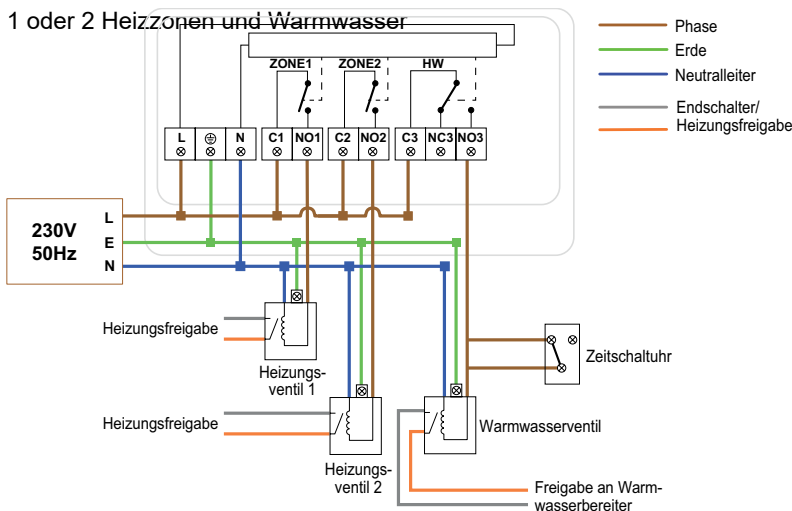 1 oder 2 Heizzonen und Warmwasser
ZONE1 ZONE2 HW
L N C1 NO1 C2 NO2 C3 NC3 NO3
Phase
Erde
Neutralleiter
Endschalter/
Heizungsfreigabe
230V
50Hz
L
E
N
Heizungsfreigabe
Heizungs-
ventil 1
Zeitschaltuhr
Heizungsfreigabe
Heizungs-
ventil 2
Warmwasserventil
Freigabe an Warm-
wasserbereiter